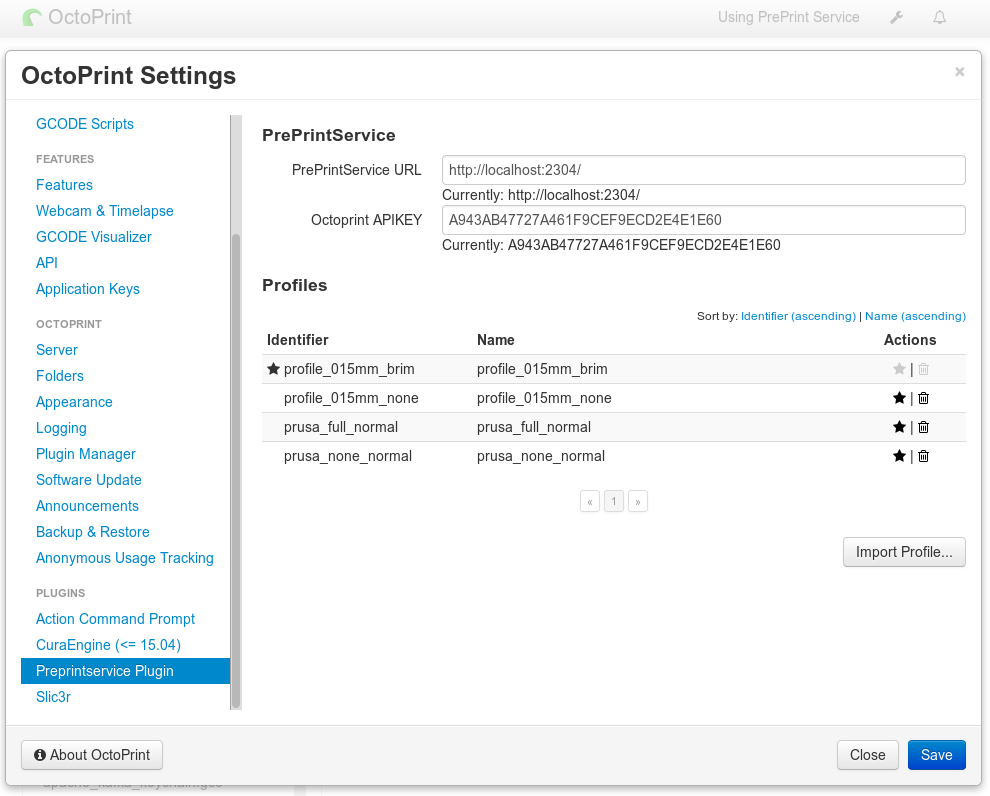 OctoPrint
Using PrePrint Service
OctoPrint Settings
×
GCODE Scripts
FEATURES
Features
Webcam & Timelapse
GCODE Visualizer
API
Application Keys
OCTOPRINT
Server
Folders
Appearance
Logging
Plugin Manager
Software Update
Announcements
Backup & Restore
Anonymous Usage Tracking
PLUGINS
Action Command Prompt
CuraEngine (<= 15.04)
Preprintservice Plugin
Slic3r
PrePrintService
PrePrintService URL http://localhost:2304/
Currently: http://localhost:2304/
Octoprint APIKEY A943AB47727A461F9CEF9ECD2E4E1E60
Currently: A943AB47727A461F9CEF9ECD2E4E1E60
Profiles
Sort by: Identifier (ascending) | Name (ascending)
Identifier Name Actions
profile_015mm_brim profile_015mm_brim |
profile_015mm_none profile_015mm_none |
prusa_full_normal prusa_full_normal |
prusa_none_normal prusa_none_normal |
« 1 »
Import Profile...
About OctoPrint
Close Save